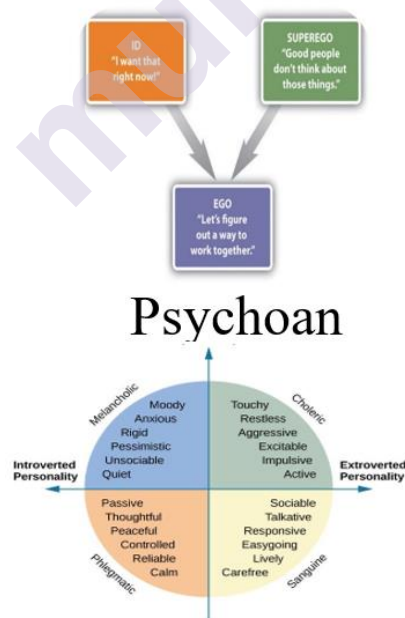 ID
"I want that
right now!"
SUPEREGO
"Good people
don't think about
those things."
EGO
"Let's figure
out a way to
work together."
Psychoan
Melancholic
Choleric
Moody
Anxious
Rigid
Pessimistic
Unsociable
Quiet
Touchy
Restless
Aggressive
Excitable
Impulsive
Active
Introverted
Personality
Extroverted
Personality
Passive
Thoughtful
Peaceful
Controlled
Reliable
Calm
Sociable
Talkative
Responsive
Easygoing
Lively
Carefree
Phlegmatic
Sanguine